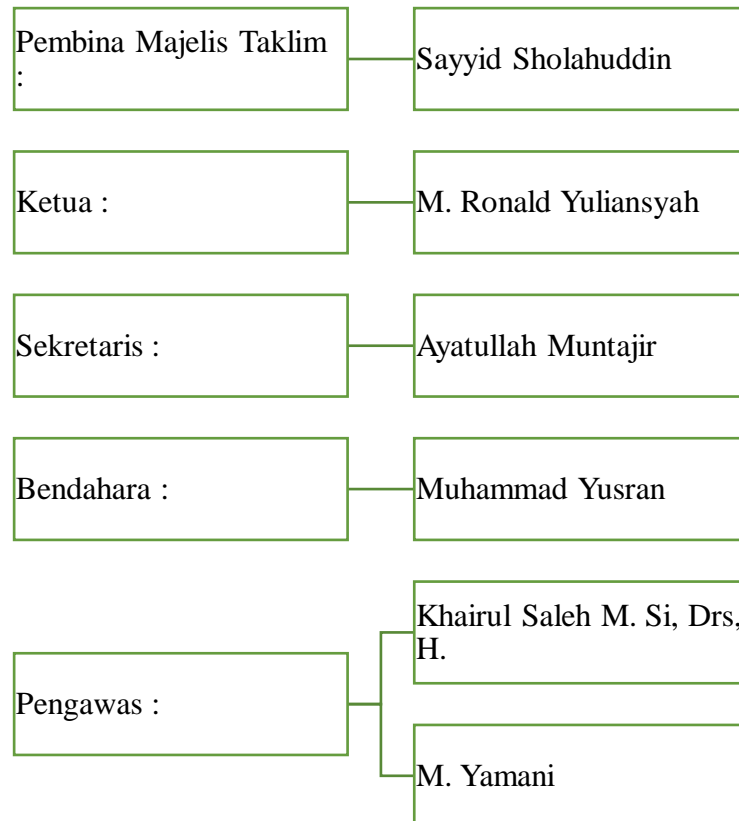 Pembina Majelis Taklim
:
Sayyid Sholahuddin
Ketua :
M. Ronald Yuliansyah
Sekretaris :
Ayatullah Muntajir
Bendahara :
Muhammad Yusran
Pengawas :
Khairul Saleh M. Si, Drs,
H.
M. Yamani